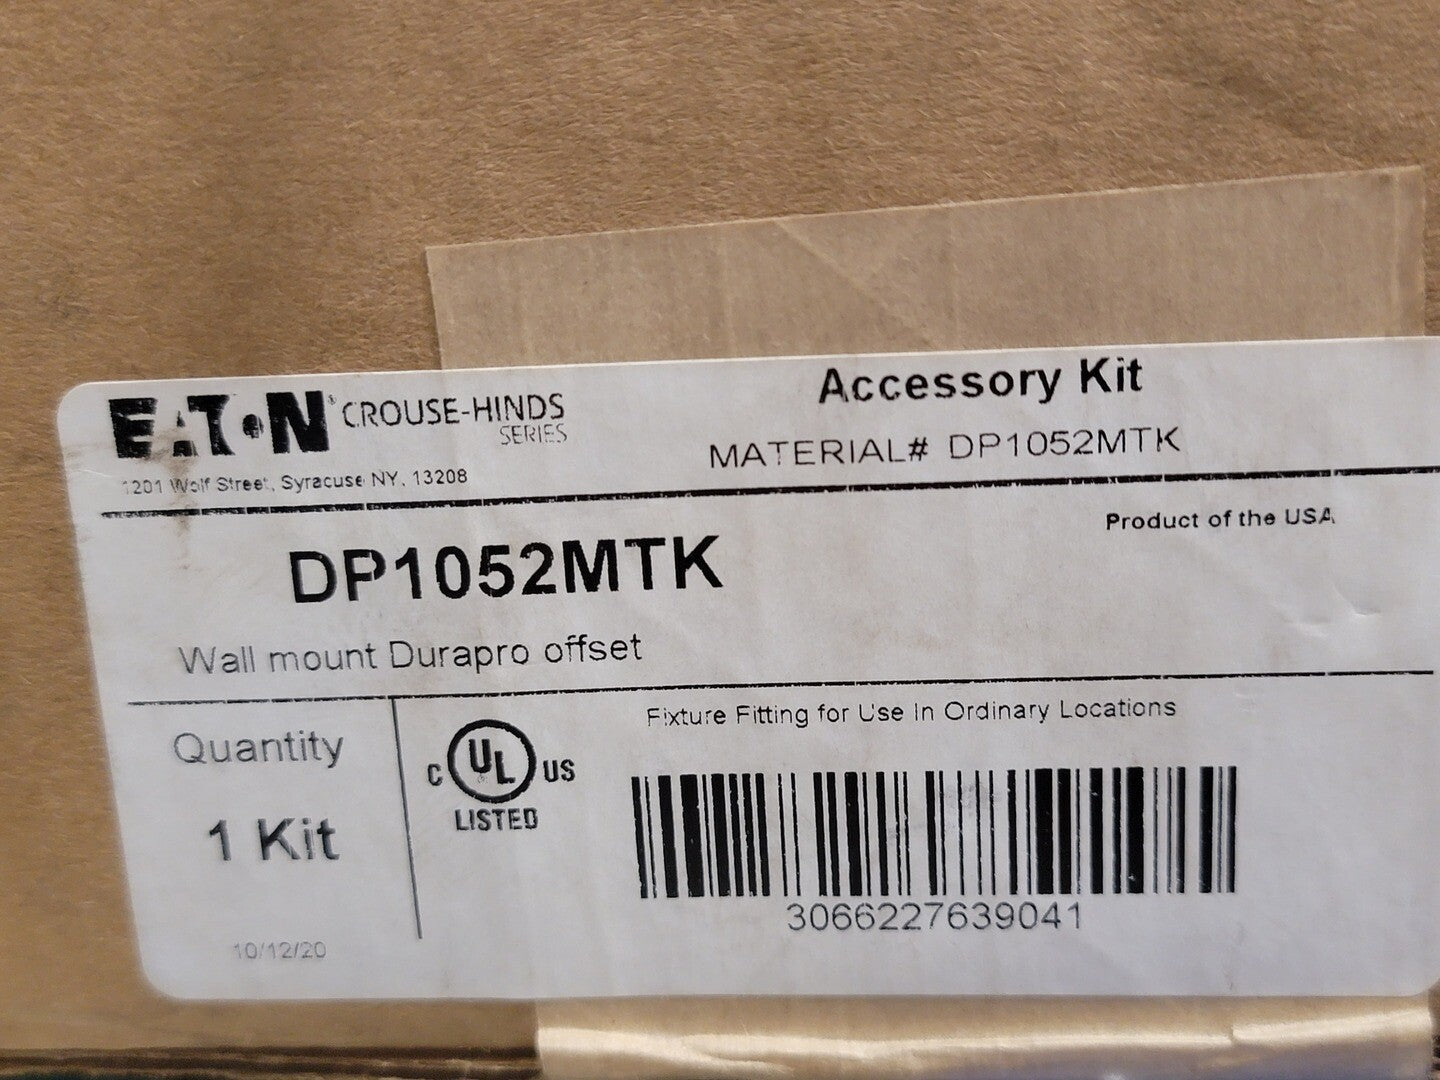 EATON® CROUSE-HINDS
SERIES
1201 Wolf Street, Syracuse NY, 13208
Accessory Kit
MATERIAL# DP1052MTK
Product of the USA
DP1052MTK
Wall mount Durapro offset
Quantity
1 Kit
10/12/20
C UL US
LISTED
Fixture Fitting for Use In Ordinary Locations
3066227639041